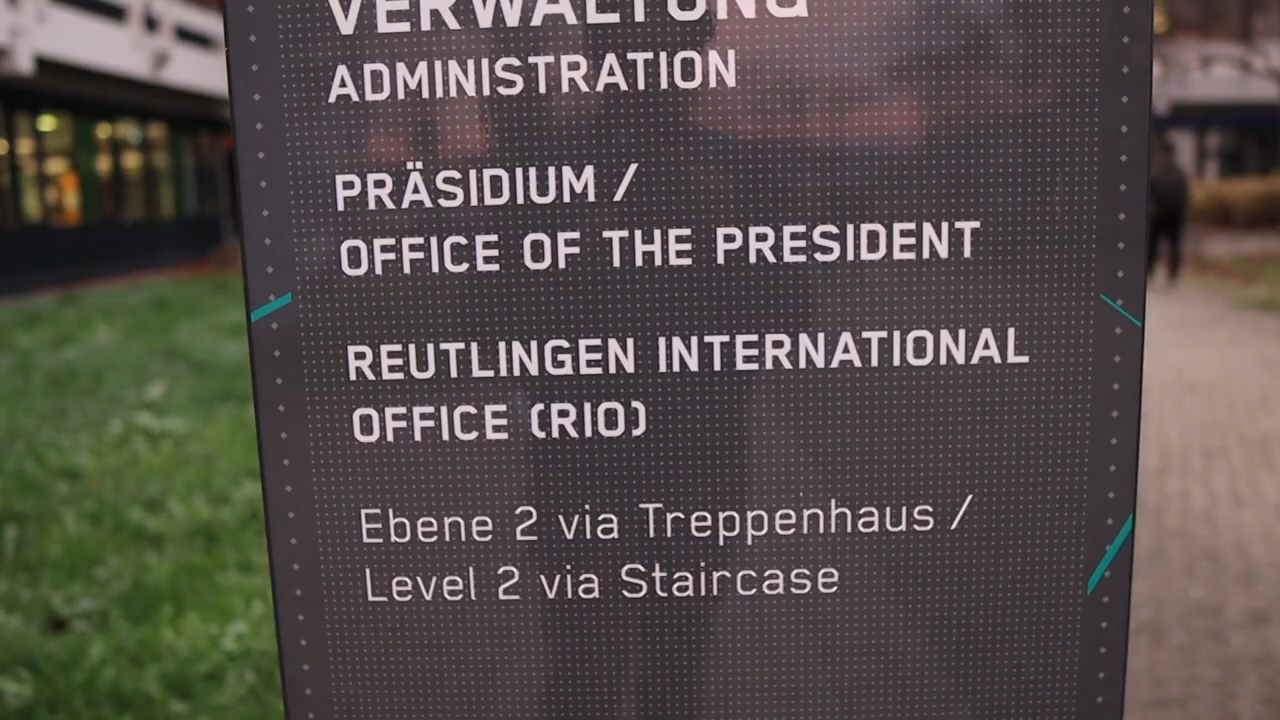 VERWALTUNG
ADMINISTRATION
PRÄSIDIUM /
OFFICE OF THE PRESIDENT
REUTLINGEN INTERNATIONAL
OFFICE (RIO)
Ebene 2 via Treppenhaus /
Level 2 via Staircase